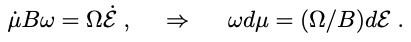 μ̇Bω = Ωℰ̇ , ⇒ ωdμ = (Ω/B)dℰ .